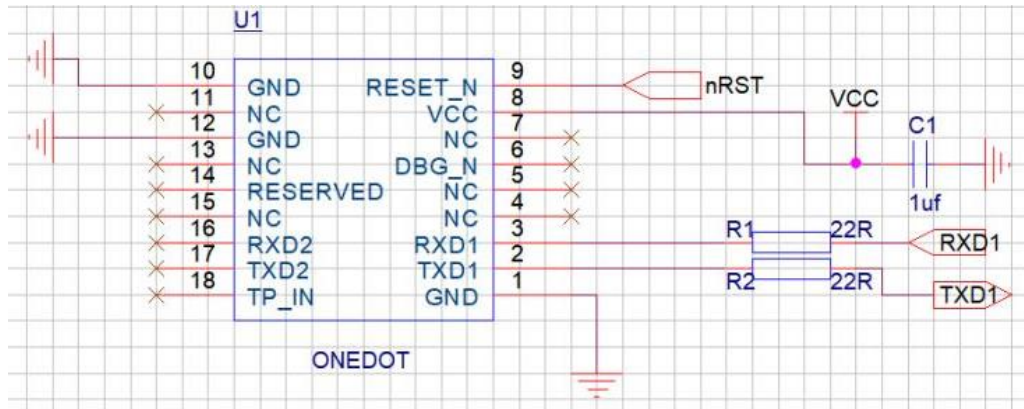 U1
10 GND RESET_N 9 nRST
11 NC VCC 8 VCC
12 GND NC 7 C1
13 NC DBG_N 6
14 RESERVED NC 5 1uf
15 NC NC 4
16 RXD2 RXD1 3 R1 22R RXD1
17 TXD2 TXD1 2 R2 22R TXD1
18 TP_IN GND 1
ONEDOT